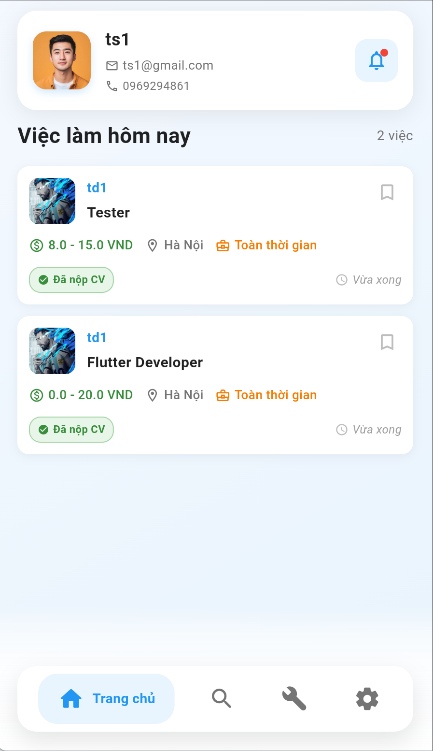 ts1
ts1@gmail.com
0969294861
Việc làm hôm nay
2 việc
td1
Tester
8.0 - 15.0 VND Hà Nội Toàn thời gian
Đã nộp CV Vừa xong
td1
Flutter Developer
0.0 - 20.0 VND Hà Nội Toàn thời gian
Đã nộp CV Vừa xong
Trang chủ